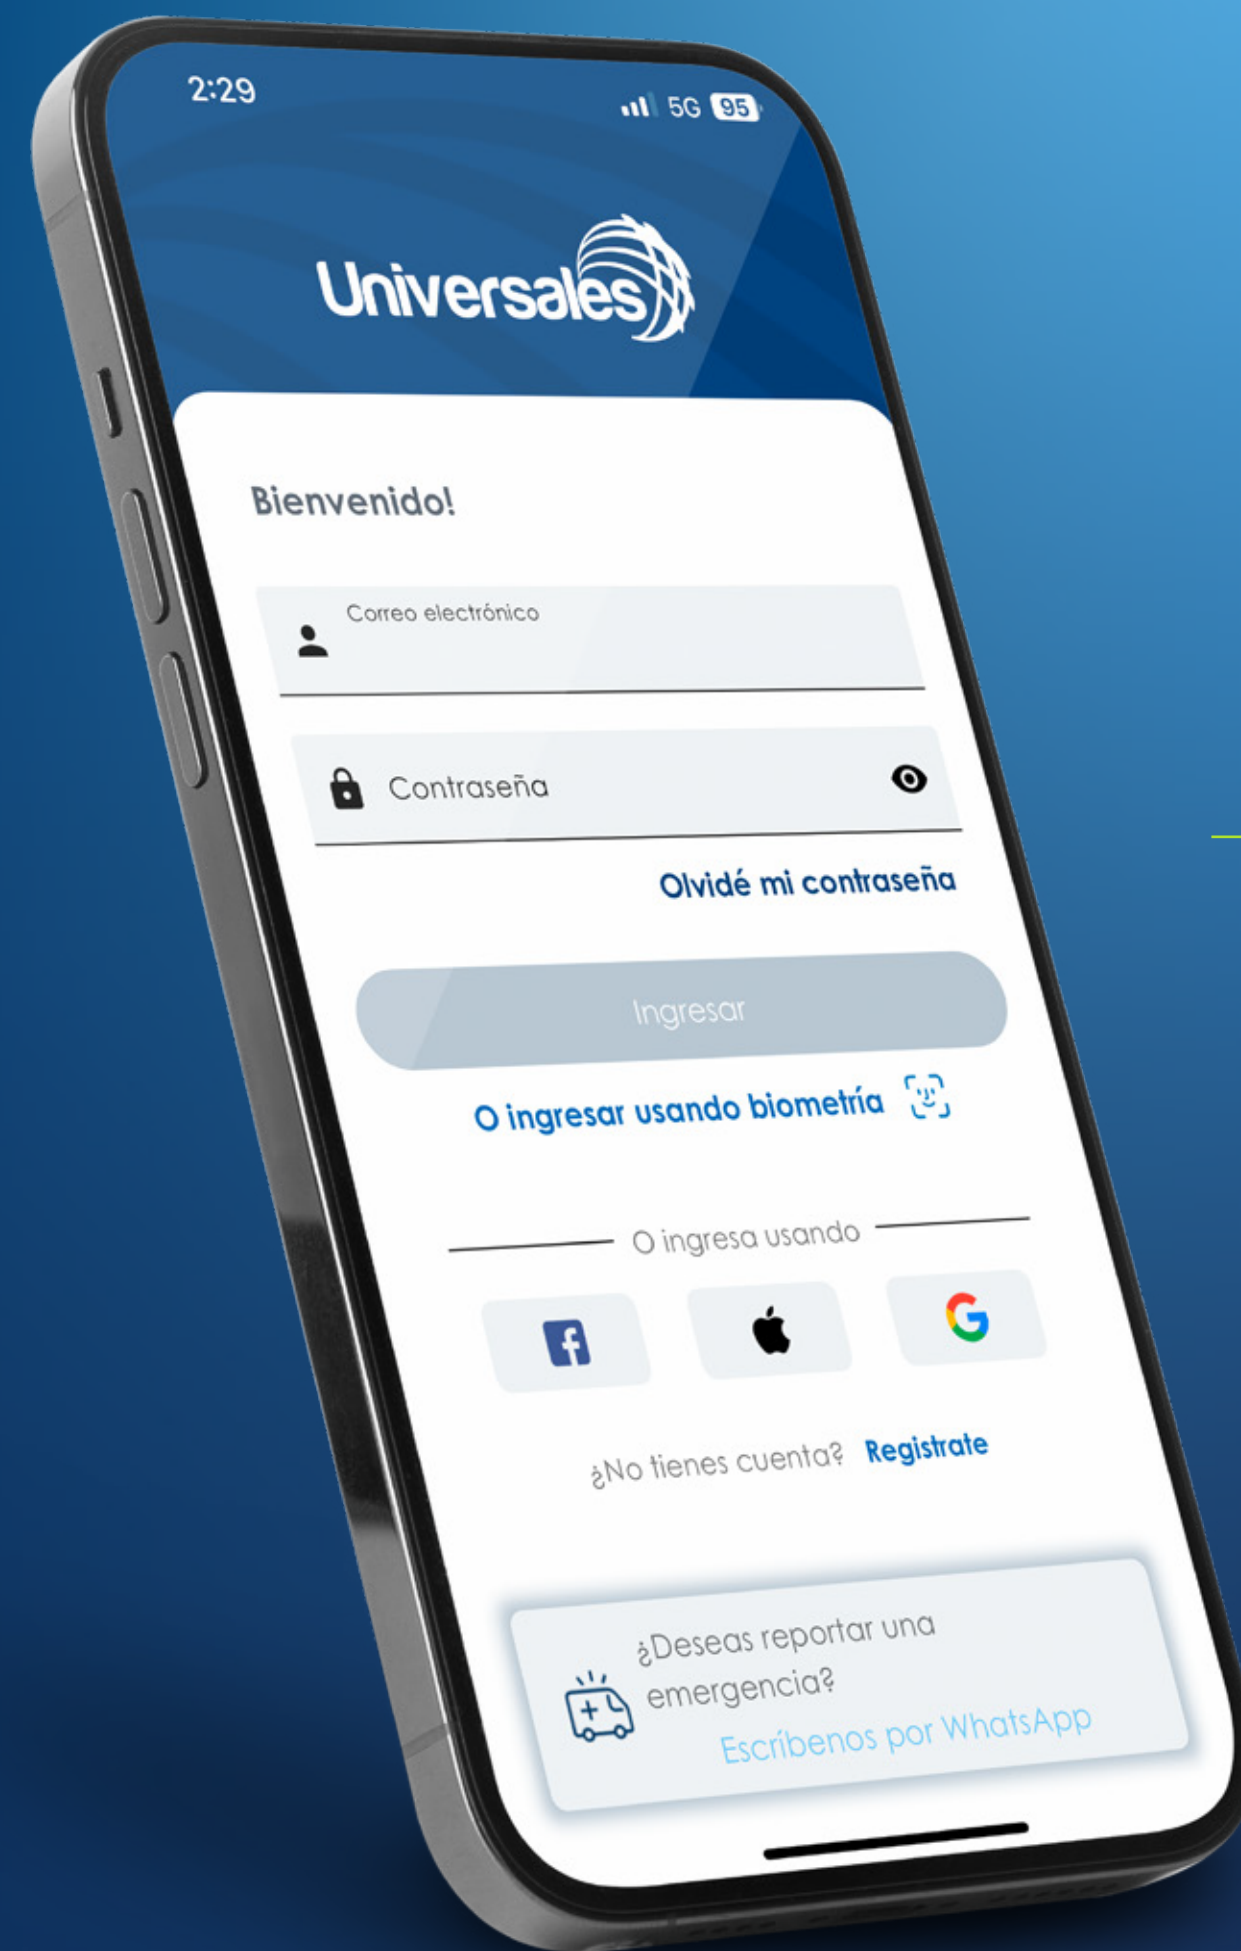 2:29
5G 95
Universales
Bienvenido!
Correo electrónico
Contraseña
Olvidé mi contraseña
Ingresar
O ingresar usando biometría
O ingresa usando
¿No tienes cuenta? Registrate
¿Deseas reportar una
emergencia?
Escríbenos por WhatsApp